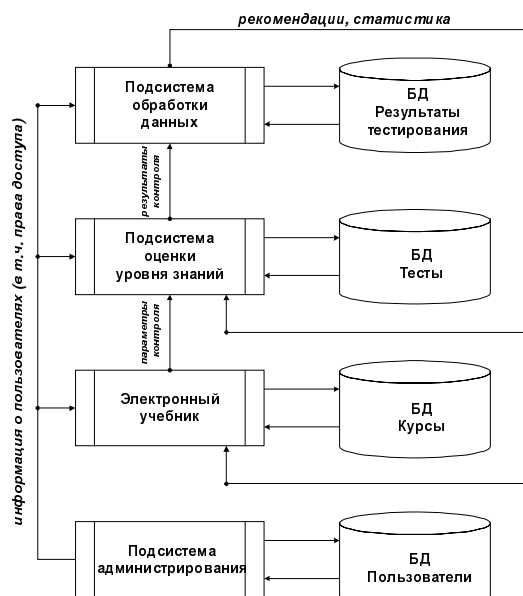 рекомендации, статистика
Подсистема
обработки
данных
БД
Результаты
тестирования
информация о пользователях (в т.ч. права доступа)
результаты
контроля
Подсистема
оценки
уровня знаний
БД
Тесты
параметры
контроля
Электронный
учебник
БД
Курсы
Подсистема
администрирования
БД
Пользователи